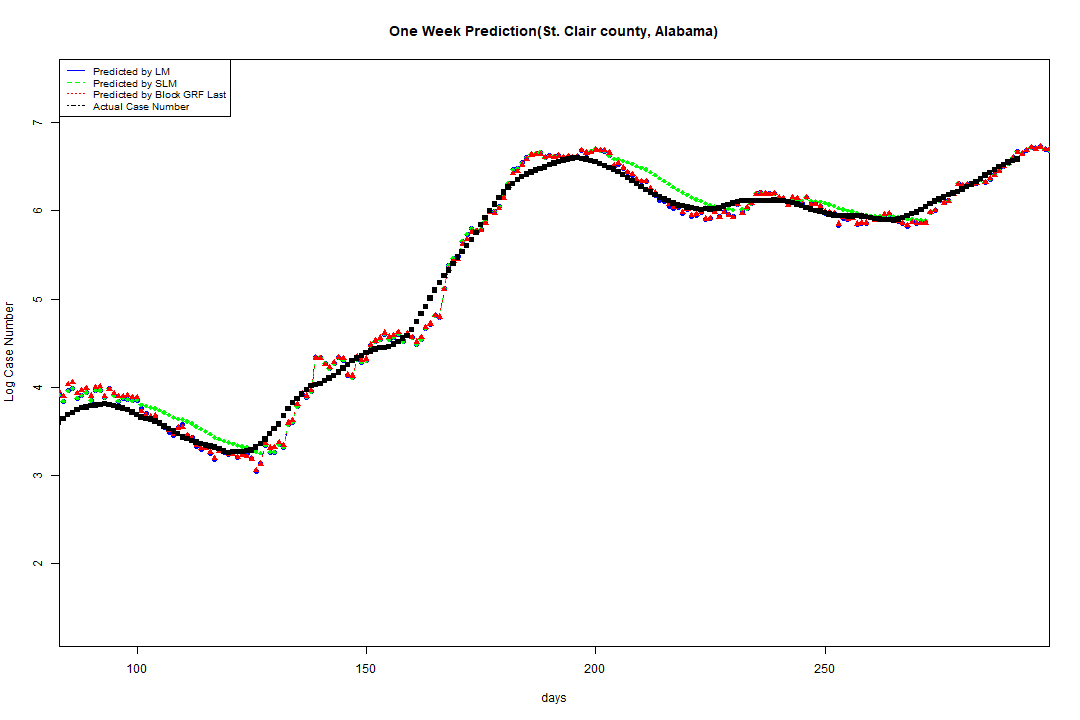 One Week Prediction(St. Clair county, Alabama)
Predicted by LM
Predicted by SLM
Predicted by Block GRF Last
Actual Case Number
7
6
5
4
3
2
Log Case Number
100 150 200 250
days